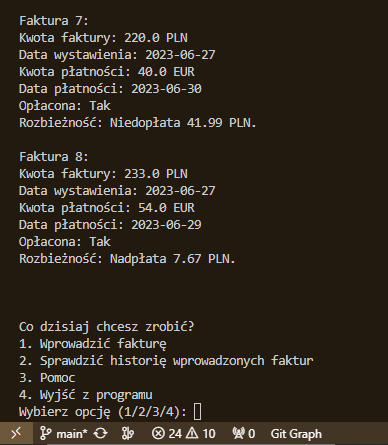 Faktura 7:
Kwota faktury: 220.0 PLN
Data wystawienia: 2023-06-27
Kwota płatności: 40.0 EUR
Data płatności: 2023-06-30
Opłacona: Tak
Rozbieżność: Niedopłata 41.99 PLN.
Faktura 8:
Kwota faktury: 233.0 PLN
Data wystawienia: 2023-06-27
Kwota płatności: 54.0 EUR
Data płatności: 2023-06-29
Opłacona: Tak
Rozbieżność: Nadpłata 7.67 PLN.
Co dzisiaj chcesz zrobić?
1. Wprowadzić fakturę
2. Sprawdzić historię wprowadzonych faktur
3. Pomoc
4. Wyjść z programu
Wybierz opcję (1/2/3/4):
main* 24 10 0 Git Graph